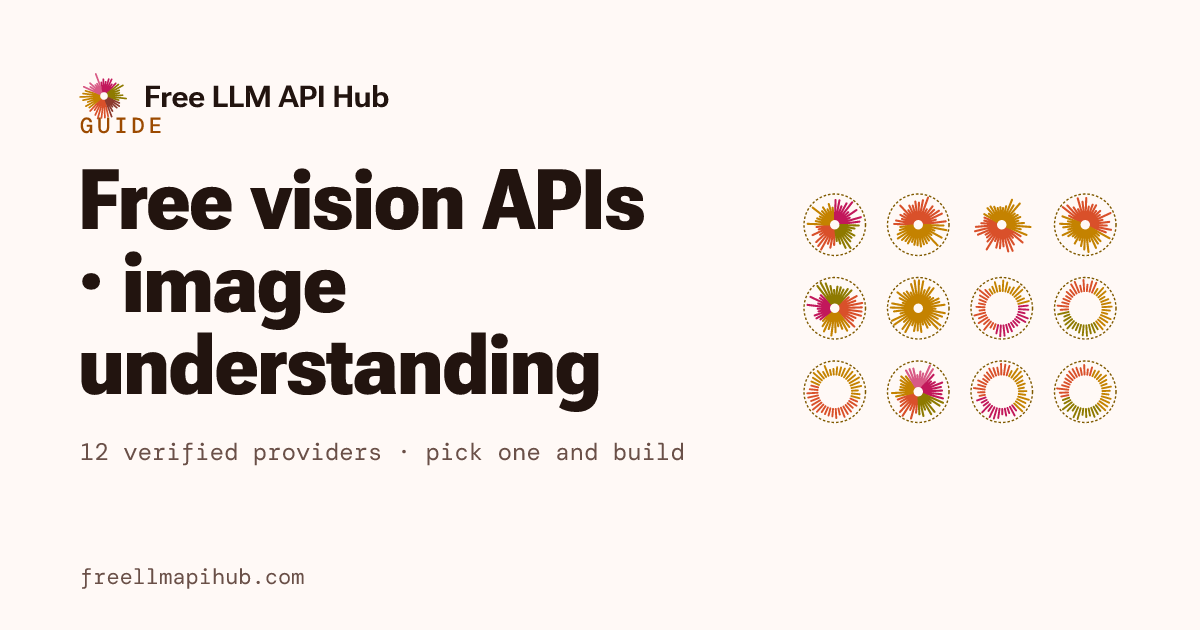 Free LLM API Hub
GUIDE
Free vision APIs
· image
understanding
12 verified providers · pick one and build
freellmapihub.com